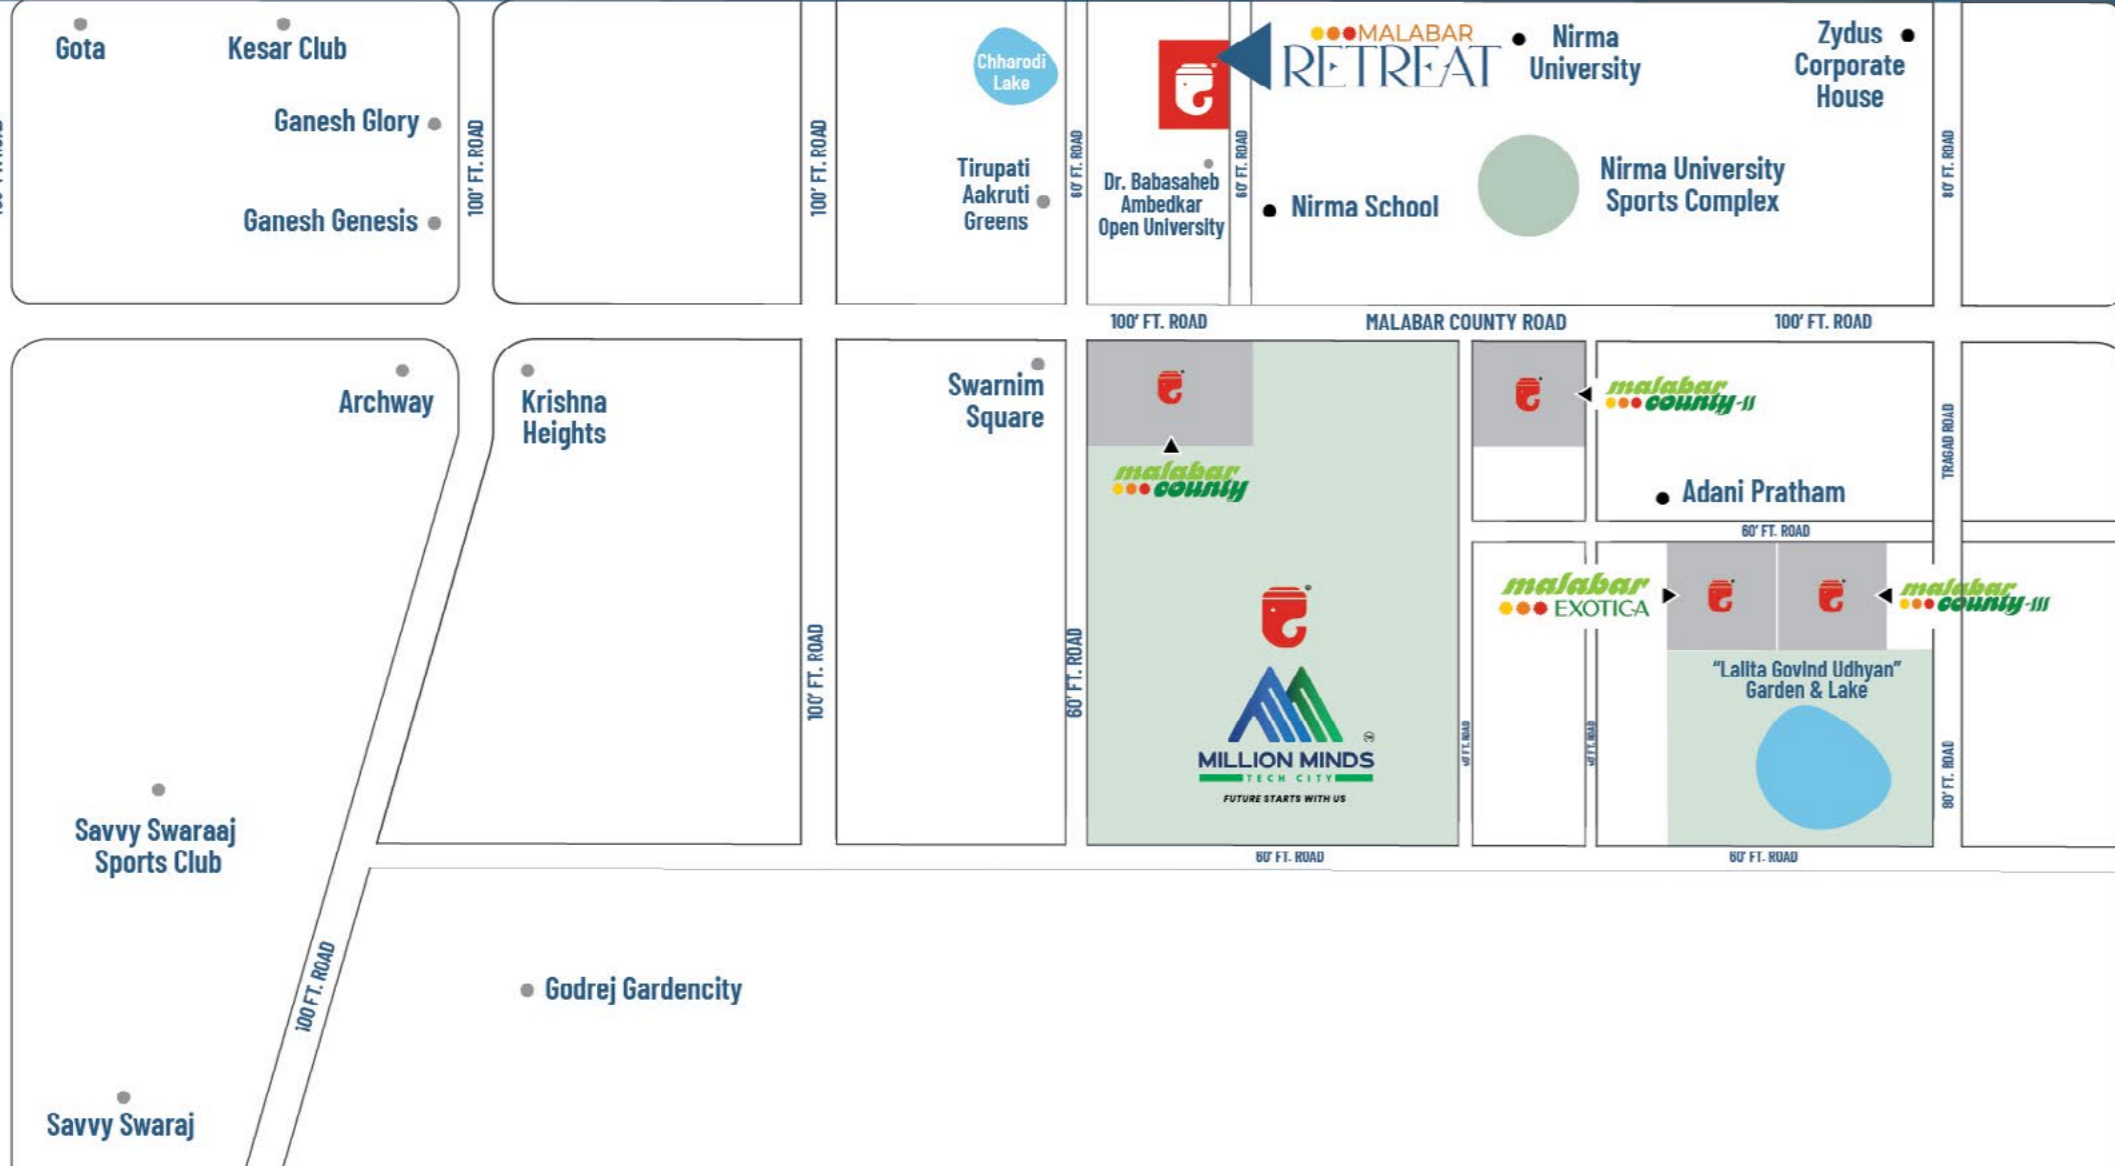 Gota
Kesar Club
Ganesh Glory
Ganesh Genesis
100' FT. ROAD
100' FT. ROAD
Chharodi
Lake
Tirupati
Aakruti
Greens
60' FT. ROAD
Dr. Babasaheb
Ambedkar
Open University
60' FT. ROAD
MALABAR
RETREAT
Nirma
University
Zydus
Corporate
House
Nirma School
Nirma University
Sports Complex
80' FT. ROAD
100' FT. ROAD
MALABAR COUNTY ROAD
100' FT. ROAD
Archway
Krishna
Heights
Swarnim
Square
malabar
county
malabar
county-II
Adani Pratham
TRAGAD ROAD
60' FT. ROAD
malabar
EXOTICA
malabar
county-III
"Lalita Govind Udhyan"
Garden & Lake
100' FT. ROAD
60' FT. ROAD
MILLION MINDS
TECH CITY
FUTURE STARTS WITH US
FT. ROAD
FT. ROAD
80' FT. ROAD
60' FT. ROAD
60' FT. ROAD
Savvy Swaraaj
Sports Club
100 FT. ROAD
Godrej Gardencity
Savvy Swaraj